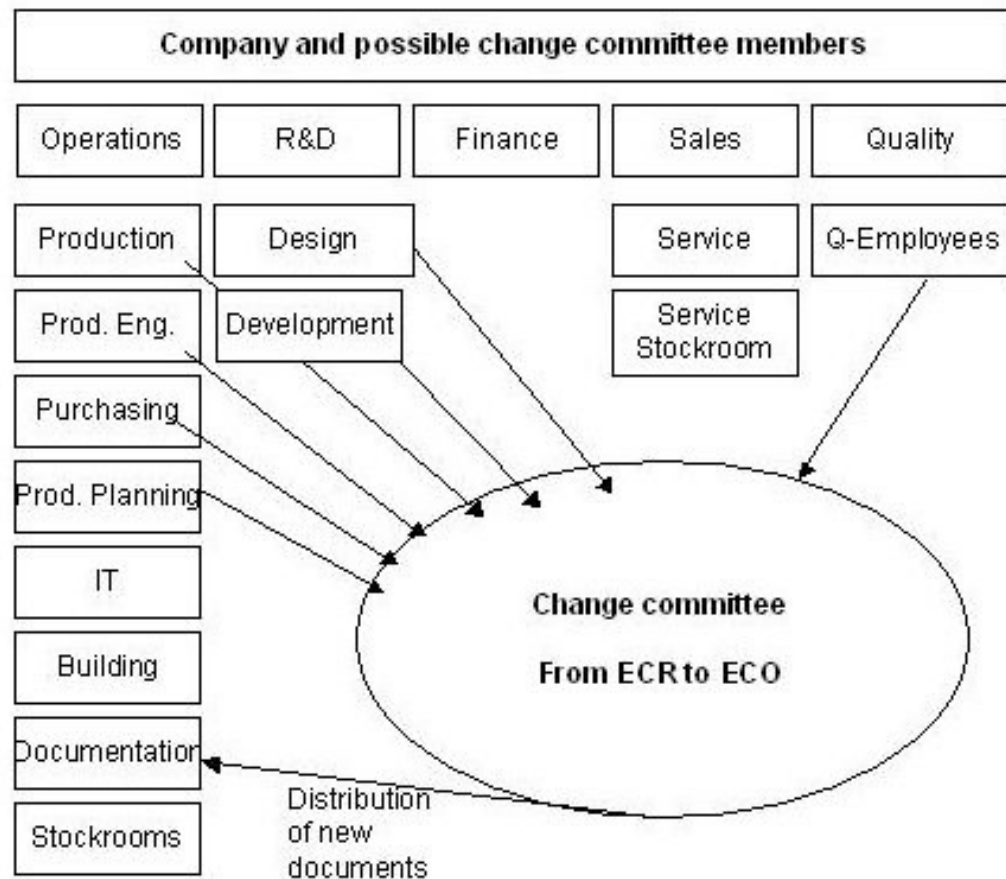 Company and possible change committee members
Operations
R&D
Finance
Sales
Quality
Production
Design
Service
Q-Employees
Prod. Eng.
Development
Service
Stockroom
Purchasing
Prod. Planning
IT
Building
Documentation
Stockrooms
Change committee
From ECR to ECO
Distribution
of new
documents